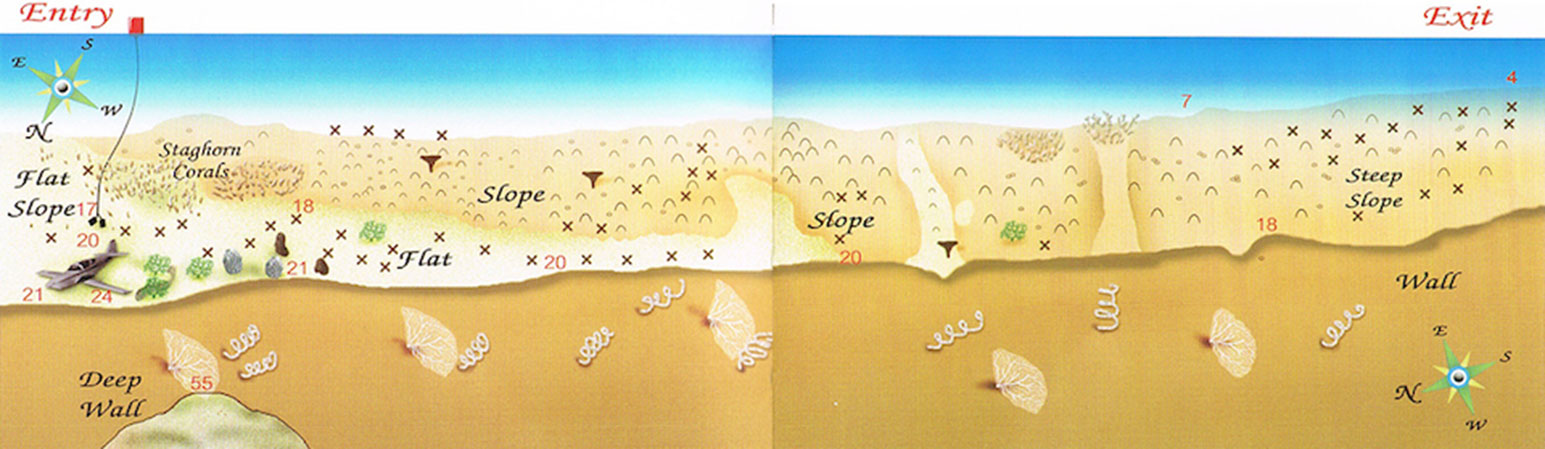 Entry
Exit
S
E
W
N
4
7
Staghorn
Corals
Flat
Slope
17
18
20
Slope
Steep
Slope
Slope
18
21
Flat
20
20
21
24
Wall
Deep
Wall
55
E
S
N
W